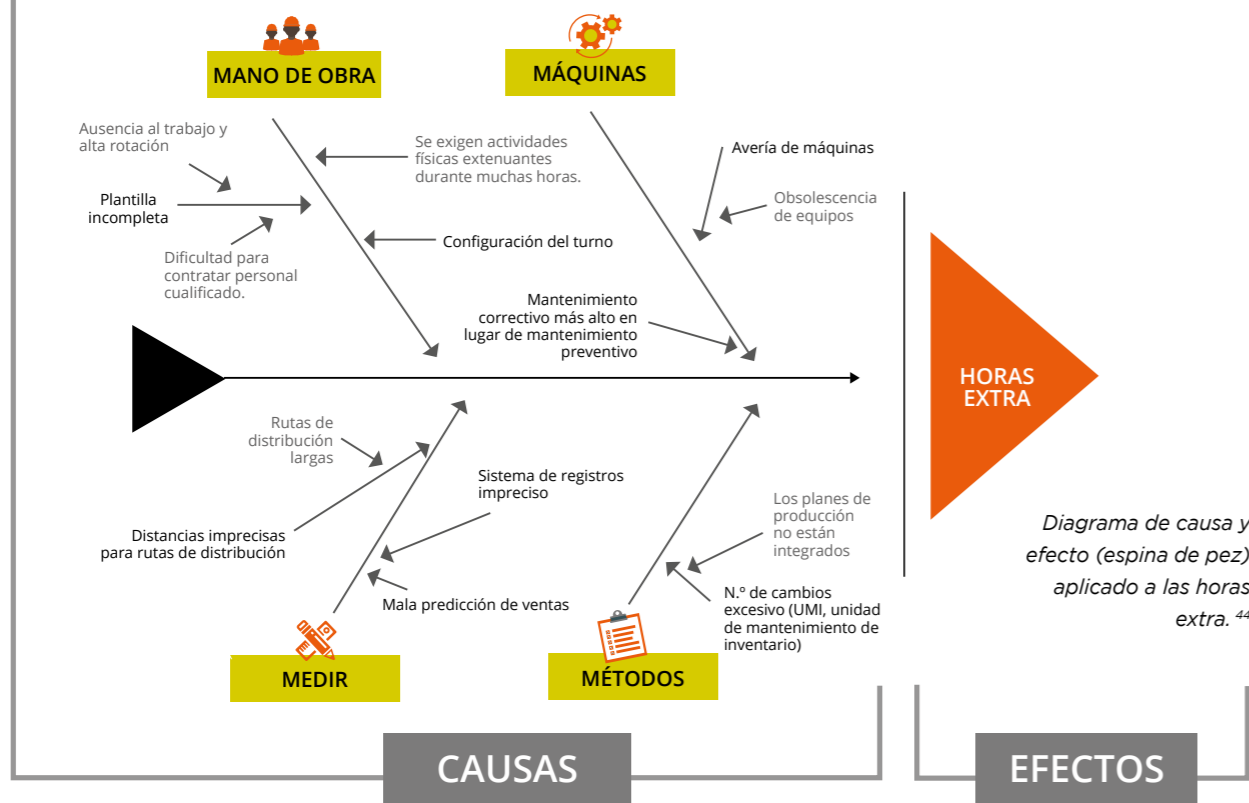 MANO DE OBRA
MÁQUINAS
Ausencia al trabajo y
alta rotación
Se exigen actividades
físicas extenuantes
durante muchas horas.
Avería de máquinas
Plantilla
incompleta
Obsolescencia
de equipos
Configuración del turno
Dificultad para
contratar personal
cualificado.
Mantenimiento
correctivo más alto en
lugar de mantenimiento
preventivo
HORAS
EXTRA
Rutas de
distribución
largas
Sistema de registros
impreciso
Distancias imprecisas
para rutas de distribución
Los planes de
producción
no están
integrados
Mala predicción de ventas
N.º de cambios
excesivo (UMI, unidad
de mantenimiento de
inventario)
Diagrama de causa y
efecto (espina de pez)
aplicado a las horas
extra. 44
MEDIR
MÉTODOS
CAUSAS
EFECTOS